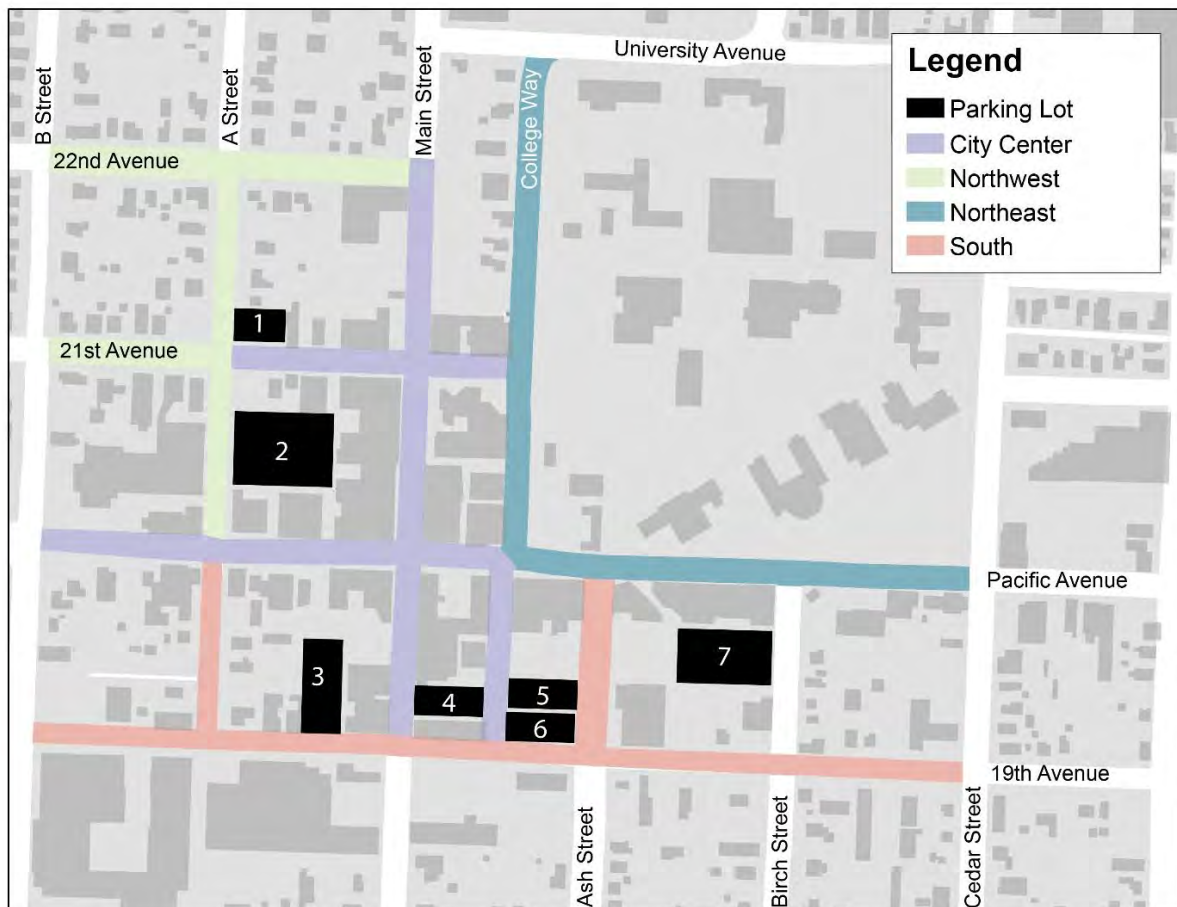 University Avenue
Legend
Parking Lot
City Center
Northwest
Northeast
South
B Street
A Street
Main Street
College Way
22nd Avenue
1
21st Avenue
2
Pacific Avenue
3
4
5
6
7
19th Avenue
Ash Street
Birch Street
Cedar Street